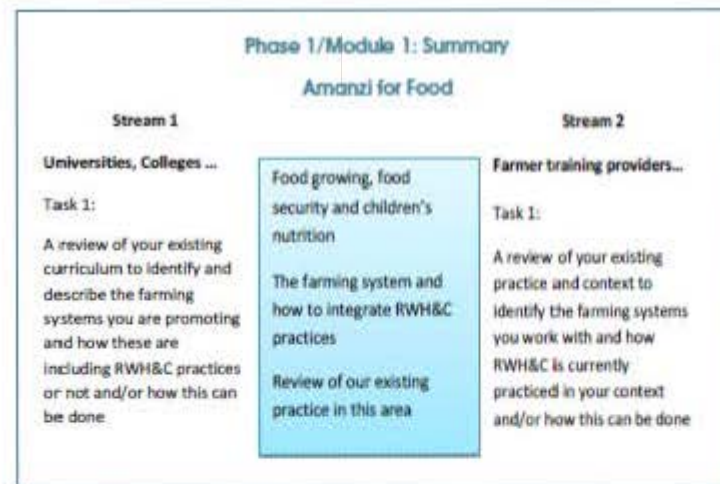 Phase 1/Module 1: Summary
Amanzi for Food
Stream 1
Universities, Colleges ...
Task 1:
A review of your existing
curriculum to identify and
describe the farming
systems you are promoting
and how these are
including RWH&C practices
or not and/or how this can
be done
Food growing, food
security and children's
nutrition
The farming system and
how to integrate RWH&C
practices
Review of our existing
practice in this area
Stream 2
Farmer training providers...
Task 1:
A review of your existing
practice and context to
identify the farming systems
you work with and how
RWH&C is currently
practiced in your context
and/or how this can be done